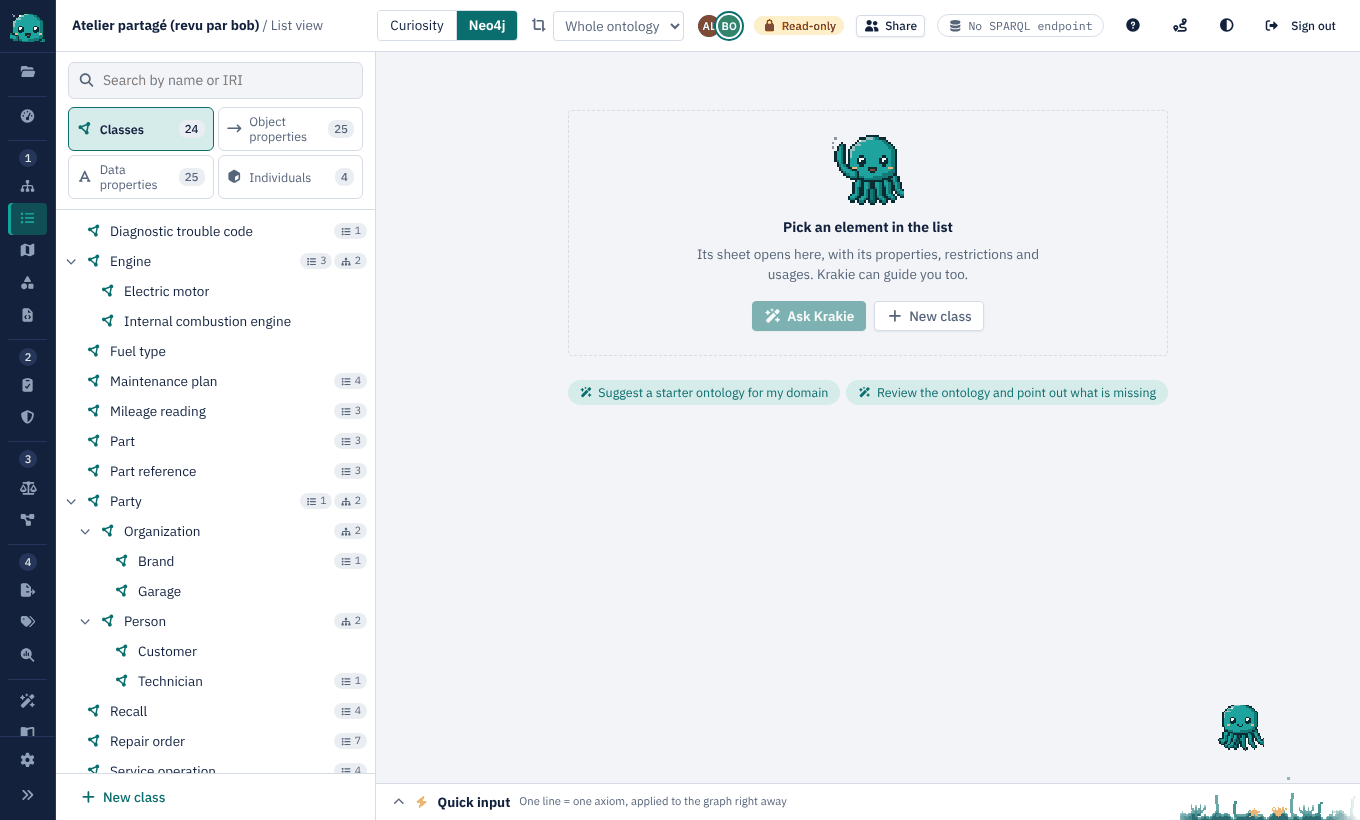 Atelier partagé (revu par bob) / List view
Curiosity
Neo4j
Whole ontology
AL
BO
Read-only
Share
No SPARQL endpoint
Sign out
Search by name or IRI
Classes 24
Object properties 25
Data properties 25
Individuals 4
1
2
3
4
Diagnostic trouble code 1
Engine 3 2
Electric motor
Internal combustion engine
Fuel type
Maintenance plan 4
Mileage reading 3
Part 3
Part reference 3
Party 1 2
Organization 2
Brand 1
Garage
Person 2
Customer
Technician 1
Recall 4
Repair order 7
Service operation 4
New class
Pick an element in the list
Its sheet opens here, with its properties, restrictions and
usages. Krakie can guide you too.
Ask Krakie
New class
Suggest a starter ontology for my domain
Review the ontology and point out what is missing
Quick input One line = one axiom, applied to the graph right away